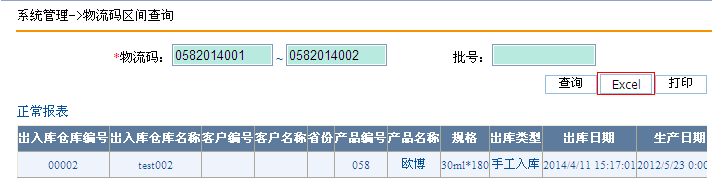 系统管理->物流码区间查询
*物流码： 0582014001 ~ 0582014002 批号：
查询 Excel 打印
正常报表
出入库仓库编号 出入库仓库名称 客户编号 客户名称 省份 产品编号 产品名称 规格 出库类型 出库日期 生产日期
00002 test002 058 欧博 30ml*180 手工入库 2014/4/11 15:17:01 2012/5/23 0:00